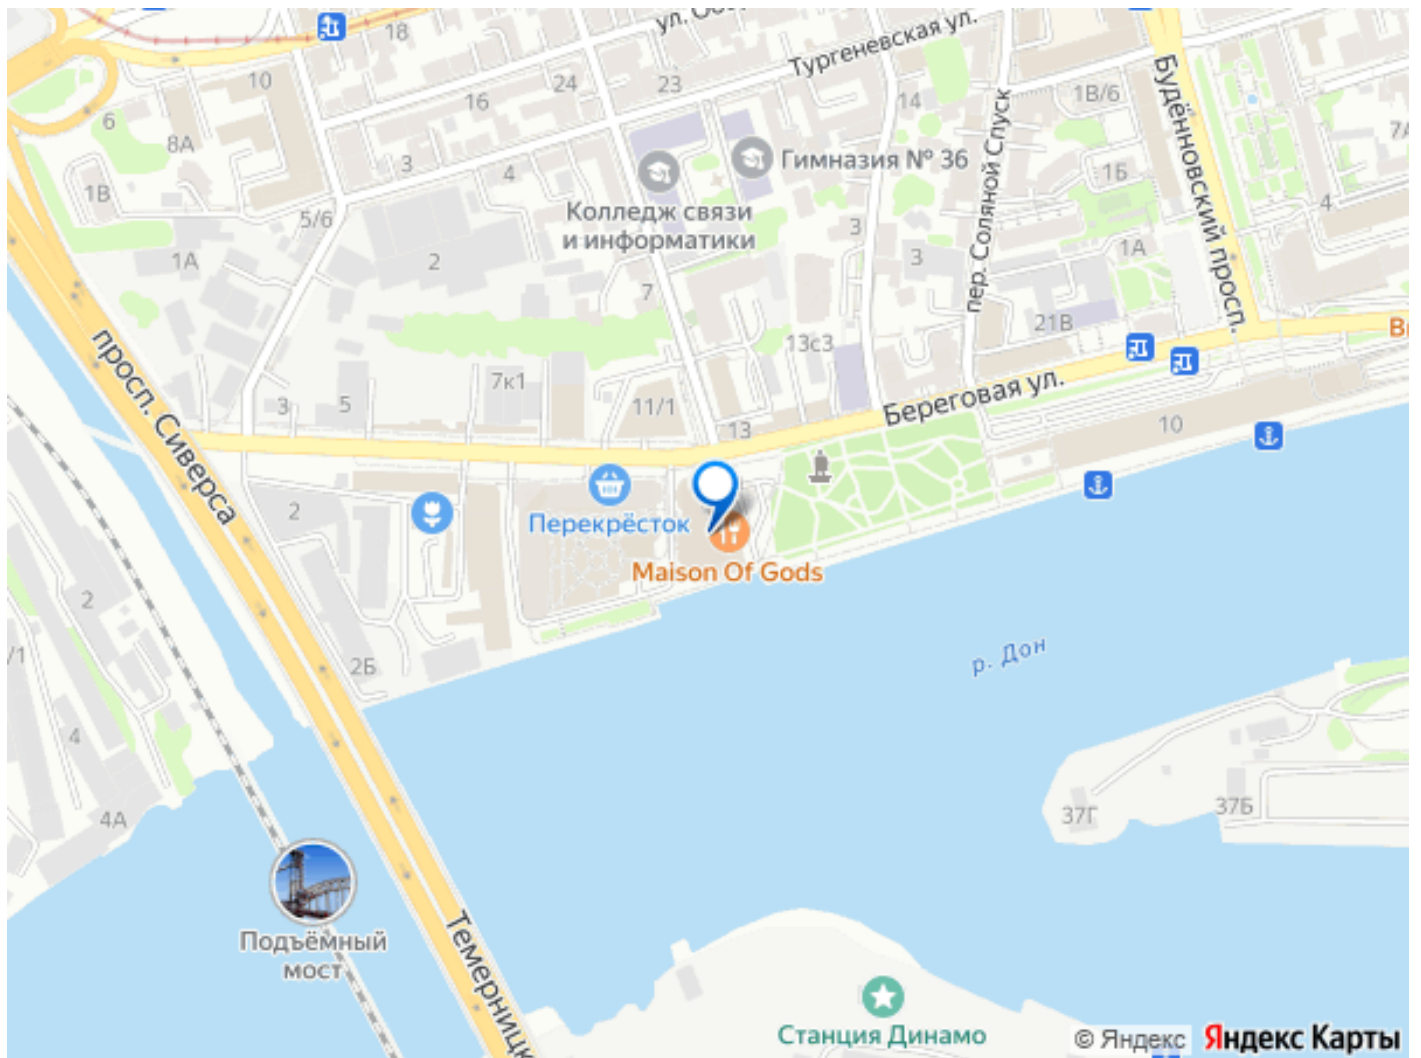 ул. Обо
Тургеневская ул.
18
10
24
23
16
14
1В/6
6
8А
7А
3
4
Гимназия № 36
пер. Соляной Спуск
Будённовский просп.
1В
1Б
4
5/6
Колледж связи
и информатики
3
1А
2
3
1А
7
21В
13с3
просп. Сиверса
7к1
3
5
11/1
13
Береговая ул.
10
2
Перекрёсток
Maison Of Gods
2
/1
2Б
р. Дон
4
37Г
37Б
4А
Подъёмный
мост
Темерницк
Станция Динамо
© Яндекс
Яндекс Карты